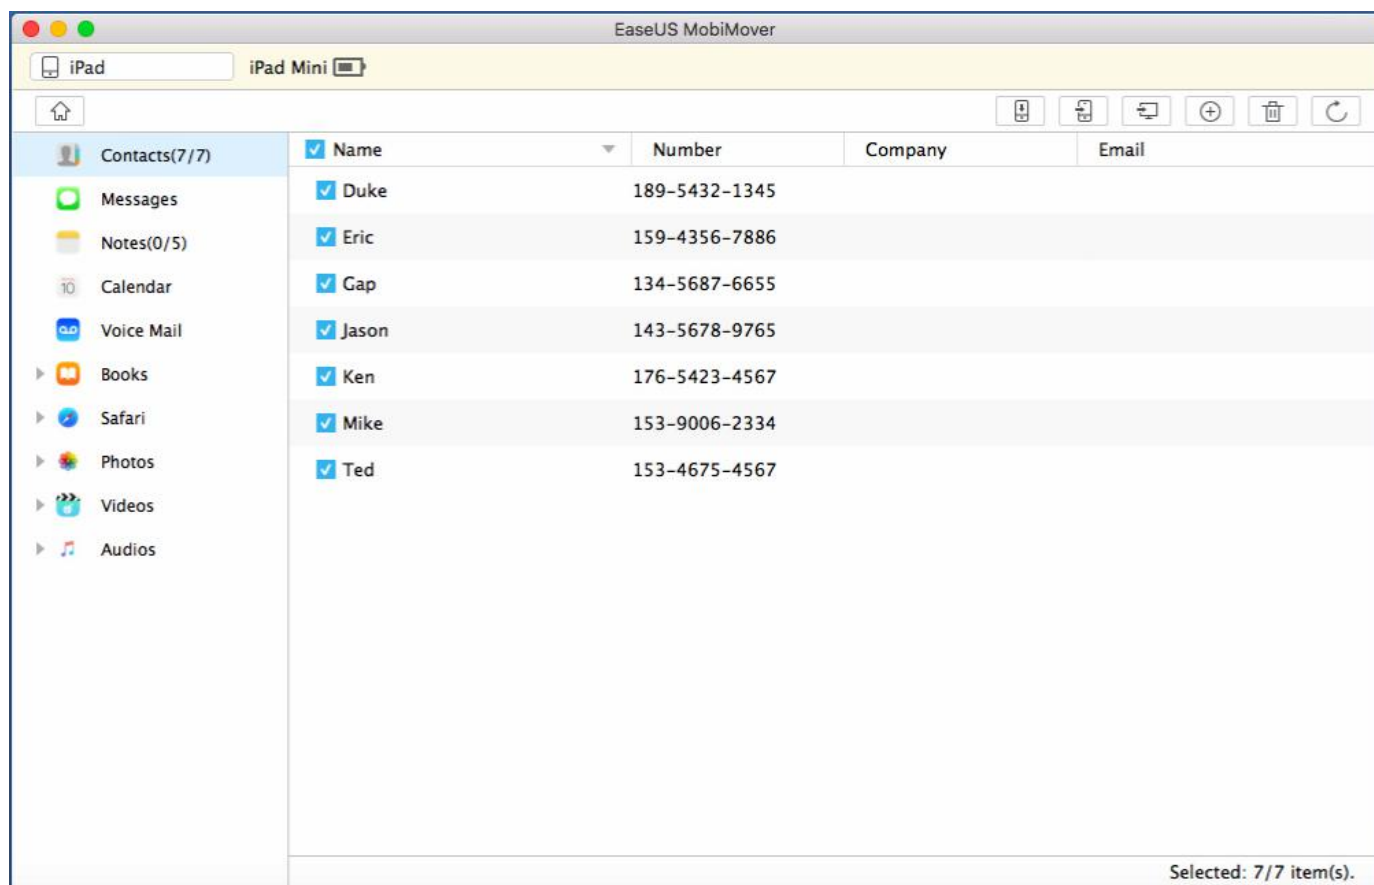 EaseUS MobiMover
iPad iPad Mini
Contacts(7/7)
Messages
Notes(0/5)
10 Calendar
Voice Mail
Books
Safari
Photos
Videos
Audios
Name Number Company Email
Duke 189-5432-1345
Eric 159-4356-7886
Gap 134-5687-6655
Jason 143-5678-9765
Ken 176-5423-4567
Mike 153-9006-2334
Ted 153-4675-4567
Selected: 7/7 item(s).